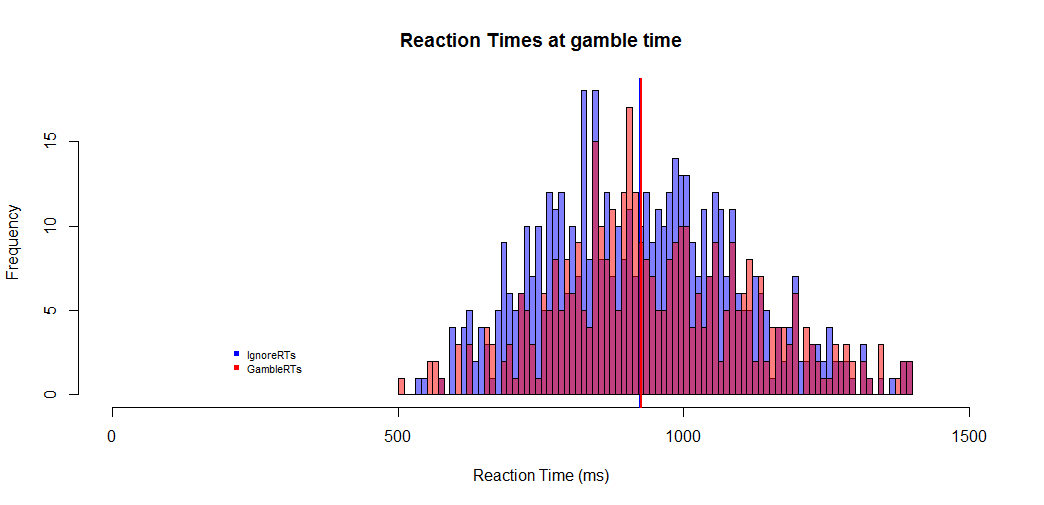 Reaction Times at gamble time
Frequency
15
10
5
0
IgnoreRTs
GambleRTs
0 500 1000 1500
Reaction Time (ms)